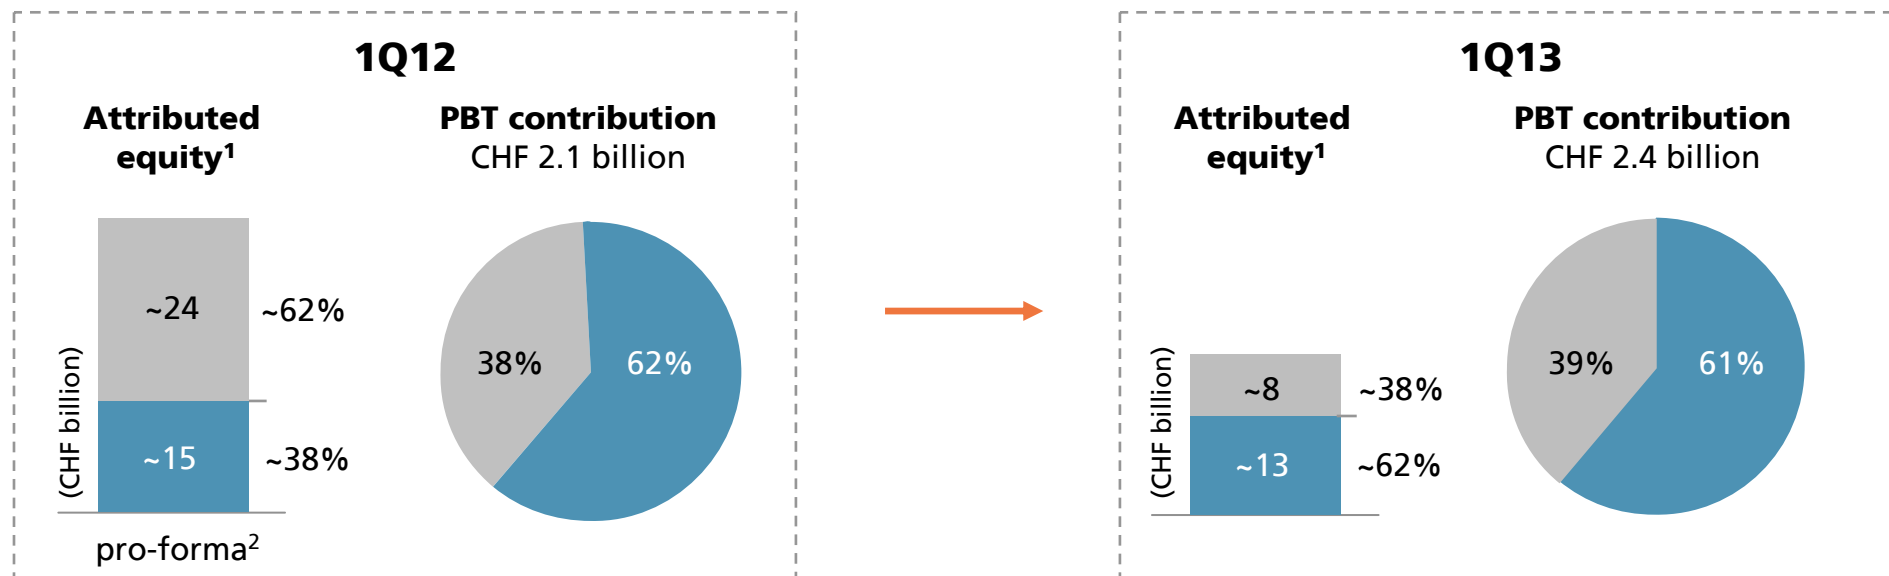 1Q12
Attributed
equity¹
PBT contribution
CHF 2.1 billion
(CHF billion)
~24
~62%
~15
~38%
pro-forma²
38%
62%
1Q13
Attributed
equity¹
PBT contribution
CHF 2.4 billion
(CHF billion)
~8
~38%
~13
~62%
39%
61%